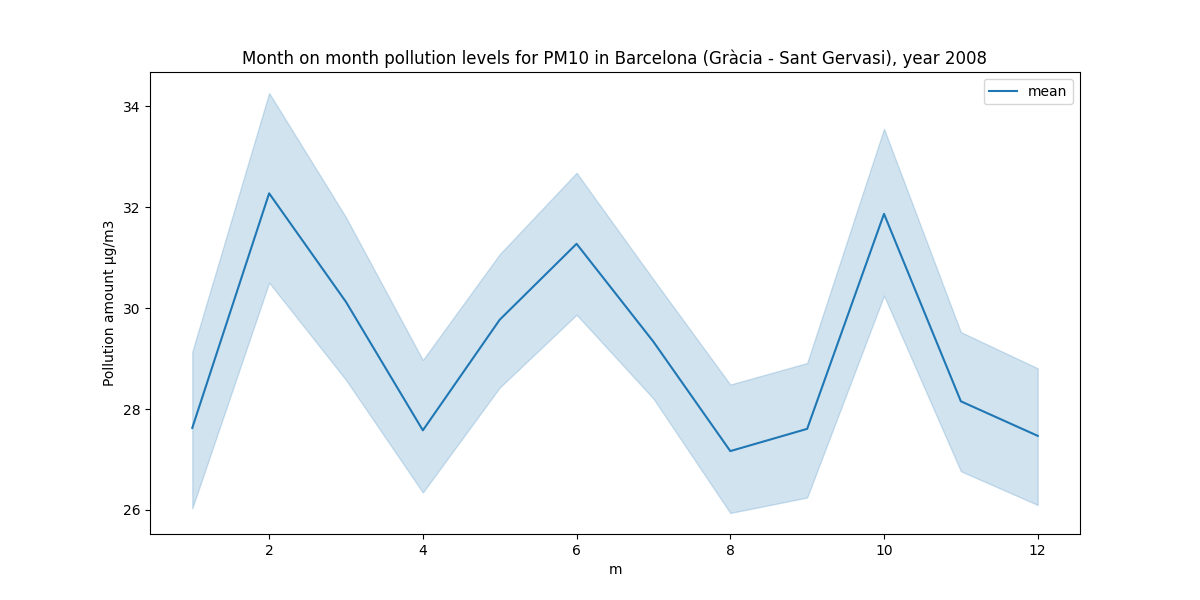 Month on month pollution levels for PM10 in Barcelona (Gràcia - Sant Gervasi), year 2008
mean
Pollution amount µg/m3
34
32
30
28
26
2 4 6 8 10 12
m